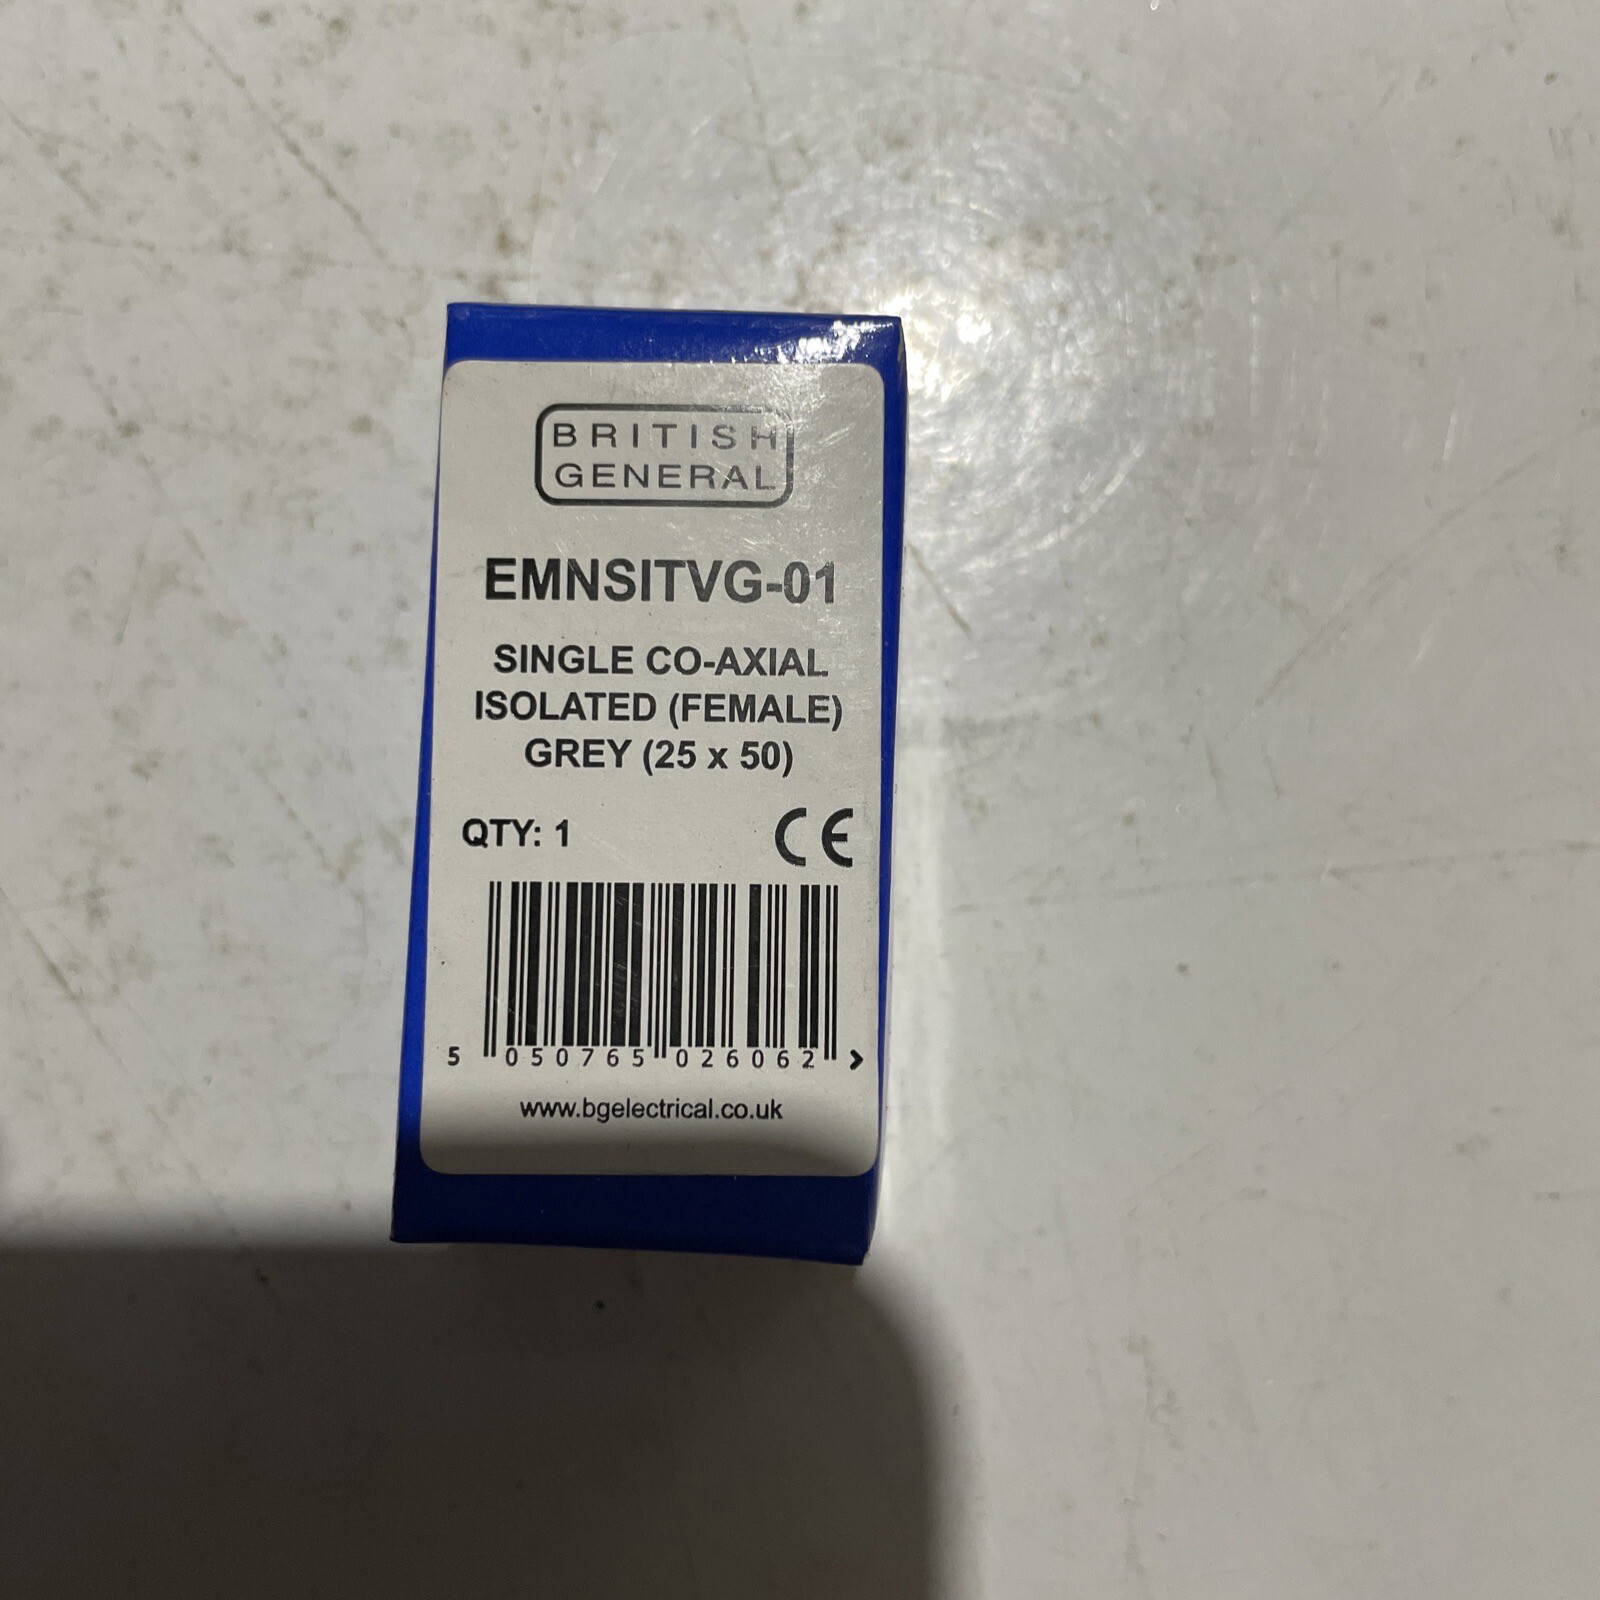 BRITISH
GENERAL
EMNSITVG-01
SINGLE CO-AXIAL
ISOLATED (FEMALE)
GREY (25 x 50)
QTY: 1 CE
5 050765 026062 >
www.bgelectrical.co.uk